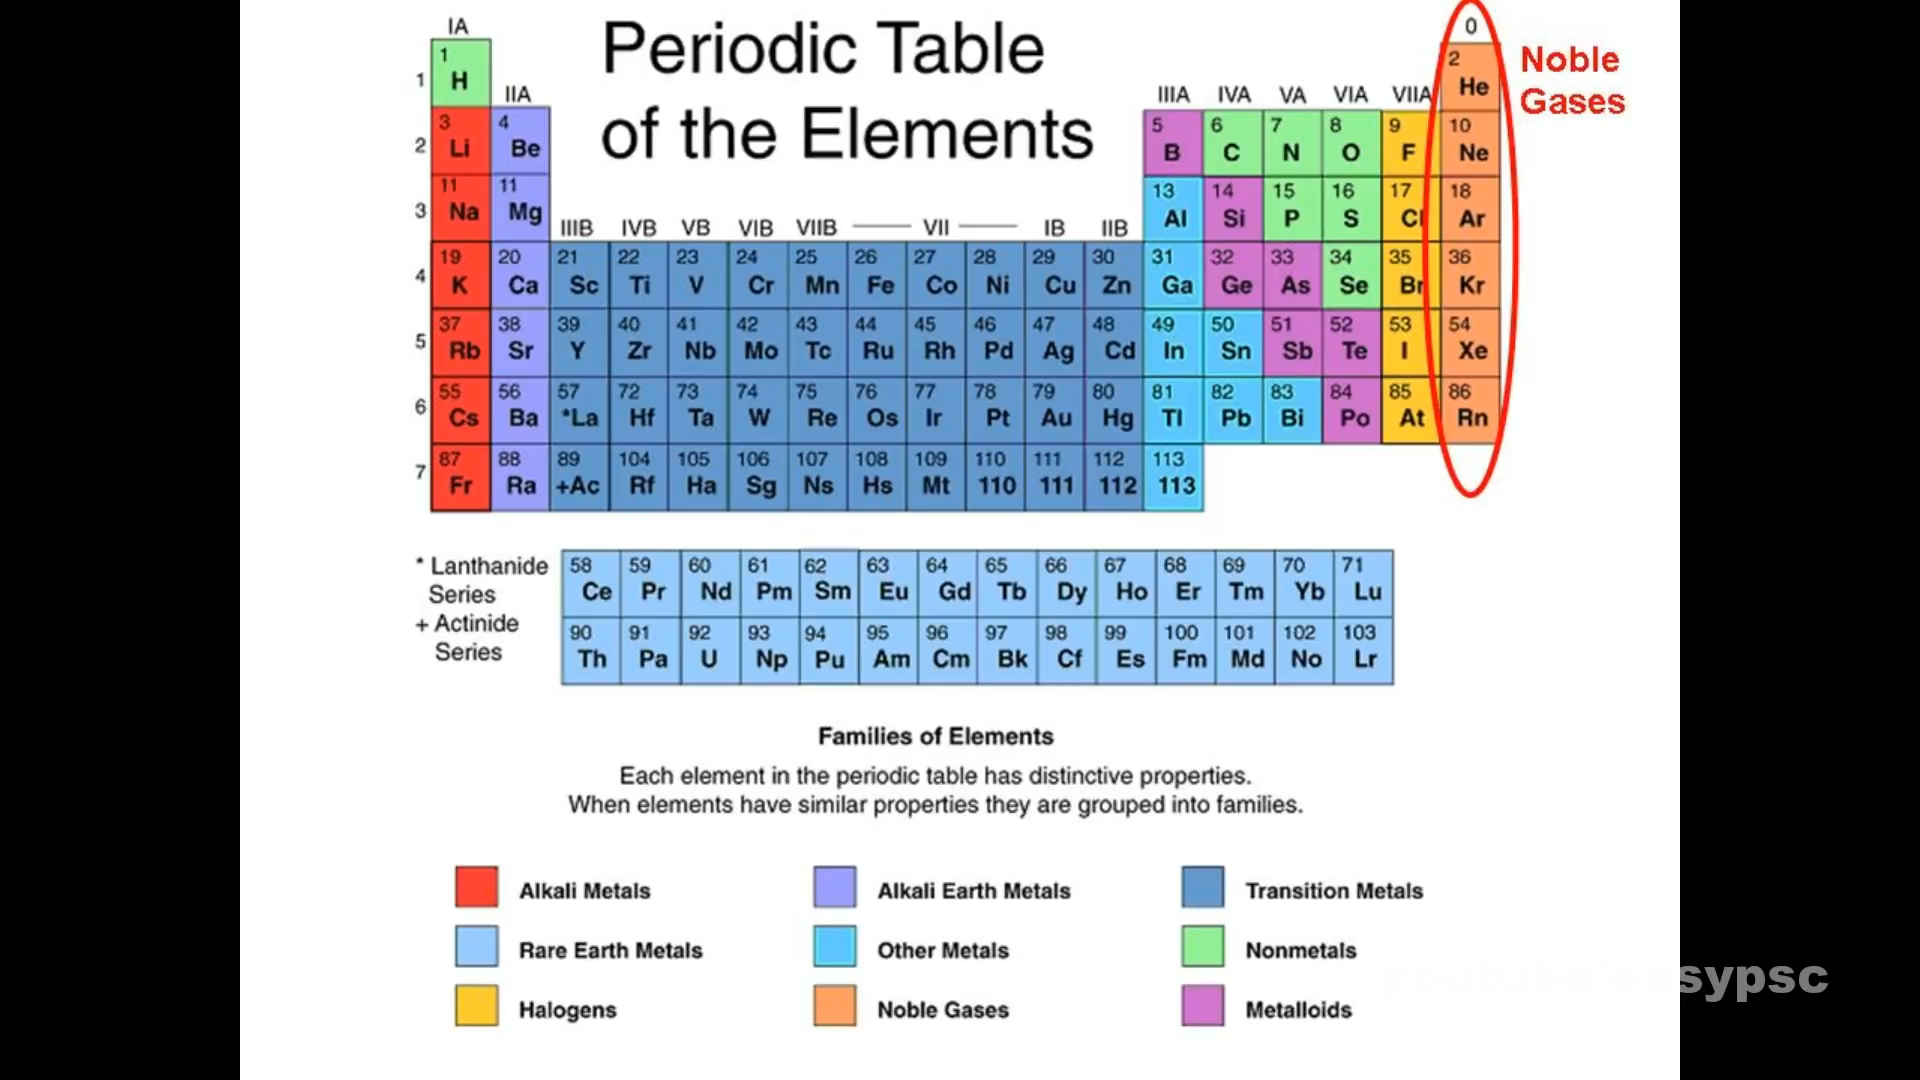 IA
Periodic Table
of the Elements
0
Noble
Gases
1 H
1
2 He
IIA
IIIA IVA VA VIA VIIA
2
3 Li 4 Be 5 B 6 C 7 N 8 O 9 F 10 Ne
3
11 Na 11 Mg 13 Al 14 Si 15 P 16 S 17 Cl 18 Ar
IIIB IVB VB VIB VIIB VII IB IIB
4
19 K 20 Ca 21 Sc 22 Ti 23 V 24 Cr 25 Mn 26 Fe 27 Co 28 Ni 29 Cu 30 Zn 31 Ga 32 Ge 33 As 34 Se 35 Br 36 Kr
5
37 Rb 38 Sr 39 Y 40 Zr 41 Nb 42 Mo 43 Tc 44 Ru 45 Rh 46 Pd 47 Ag 48 Cd 49 In 50 Sn 51 Sb 52 Te 53 I 54 Xe
6
55 Cs 56 Ba 57 *La 72 Hf 73 Ta 74 W 75 Re 76 Os 77 Ir 78 Pt 79 Au 80 Hg 81 Tl 82 Pb 83 Bi 84 Po 85 At 86 Rn
7
87 Fr 88 Ra 89 +Ac 104 Rf 105 Ha 106 Sg 107 Ns 108 Hs 109 Mt 110 110 111 111 112 112 113 113
* Lanthanide
Series
58 Ce 59 Pr 60 Nd 61 Pm 62 Sm 63 Eu 64 Gd 65 Tb 66 Dy 67 Ho 68 Er 69 Tm 70 Yb 71 Lu
+ Actinide
Series
90 Th 91 Pa 92 U 93 Np 94 Pu 95 Am 96 Cm 97 Bk 98 Cf 99 Es 100 Fm 101 Md 102 No 103 Lr
Families of Elements
Each element in the periodic table has distinctive properties.
When elements have similar properties they are grouped into families.
Alkali Metals
Alkali Earth Metals
Transition Metals
Rare Earth Metals
Other Metals
Nonmetals
Halogens
Noble Gases
Metalloids